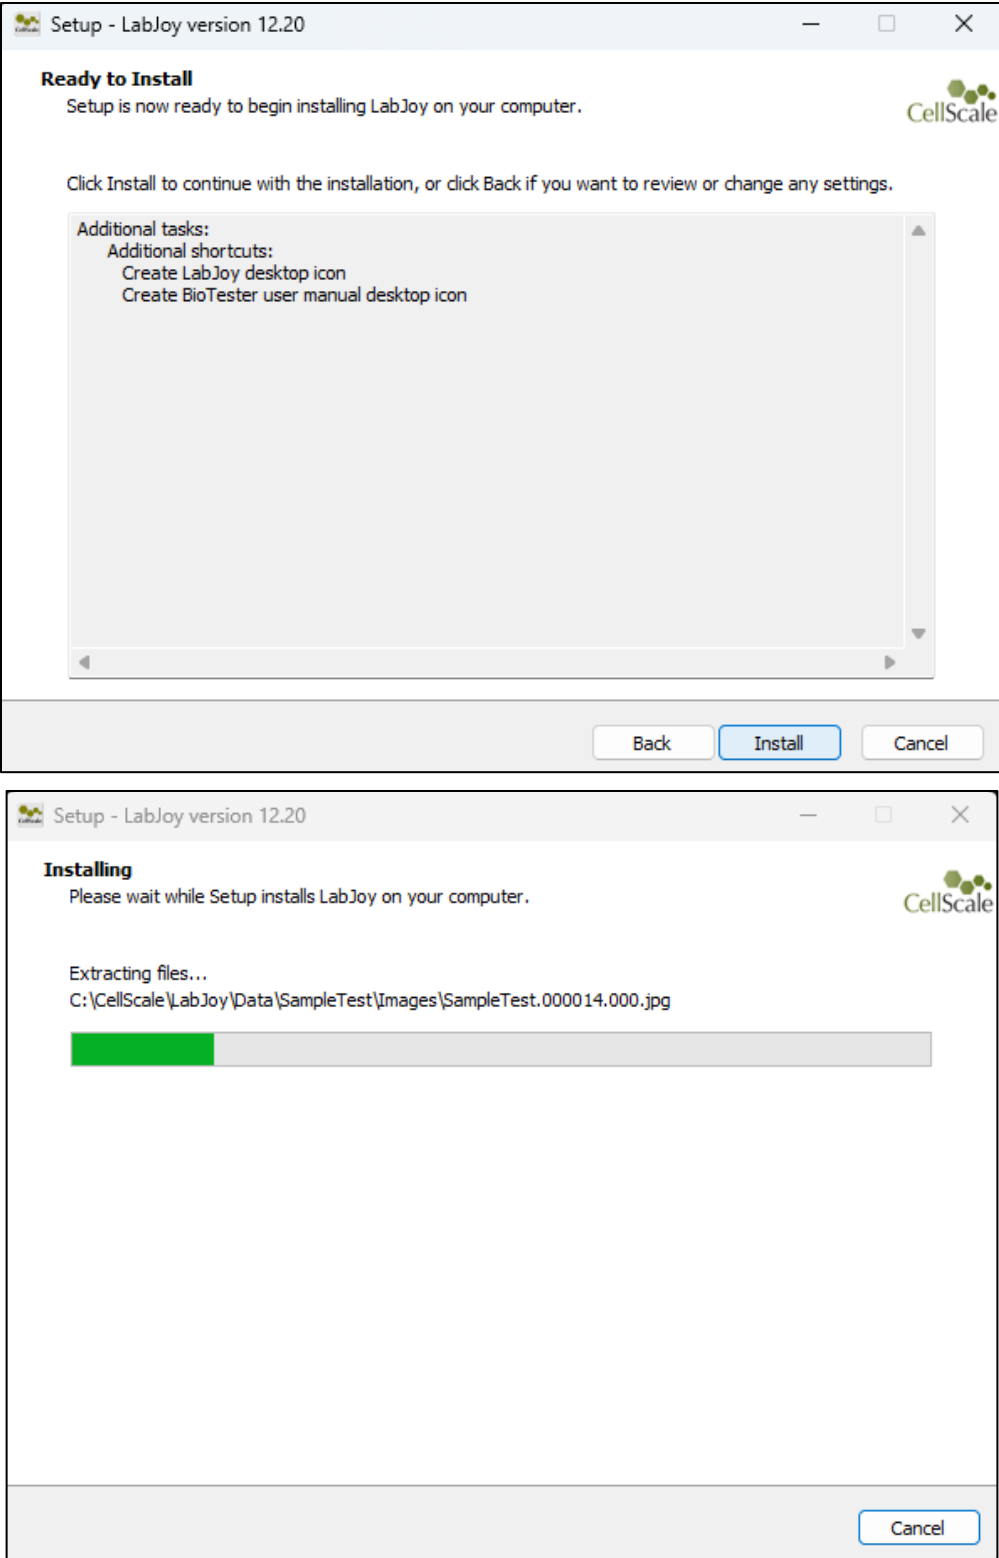 Setup - LabJoy version 12.20
Ready to Install
Setup is now ready to begin installing LabJoy on your computer.
CellScale
Click Install to continue with the installation, or click Back if you want to review or change any settings.
Additional tasks:
Additional shortcuts:
Create LabJoy desktop icon
Create BioTester user manual desktop icon
Back
Install
Cancel
Setup - LabJoy version 12.20
Installing
Please wait while Setup installs LabJoy on your computer.
CellScale
Extracting files...
C:\CellScale\LabJoy\Data\SampleTest\Images\SampleTest.000014.000.jpg
Cancel